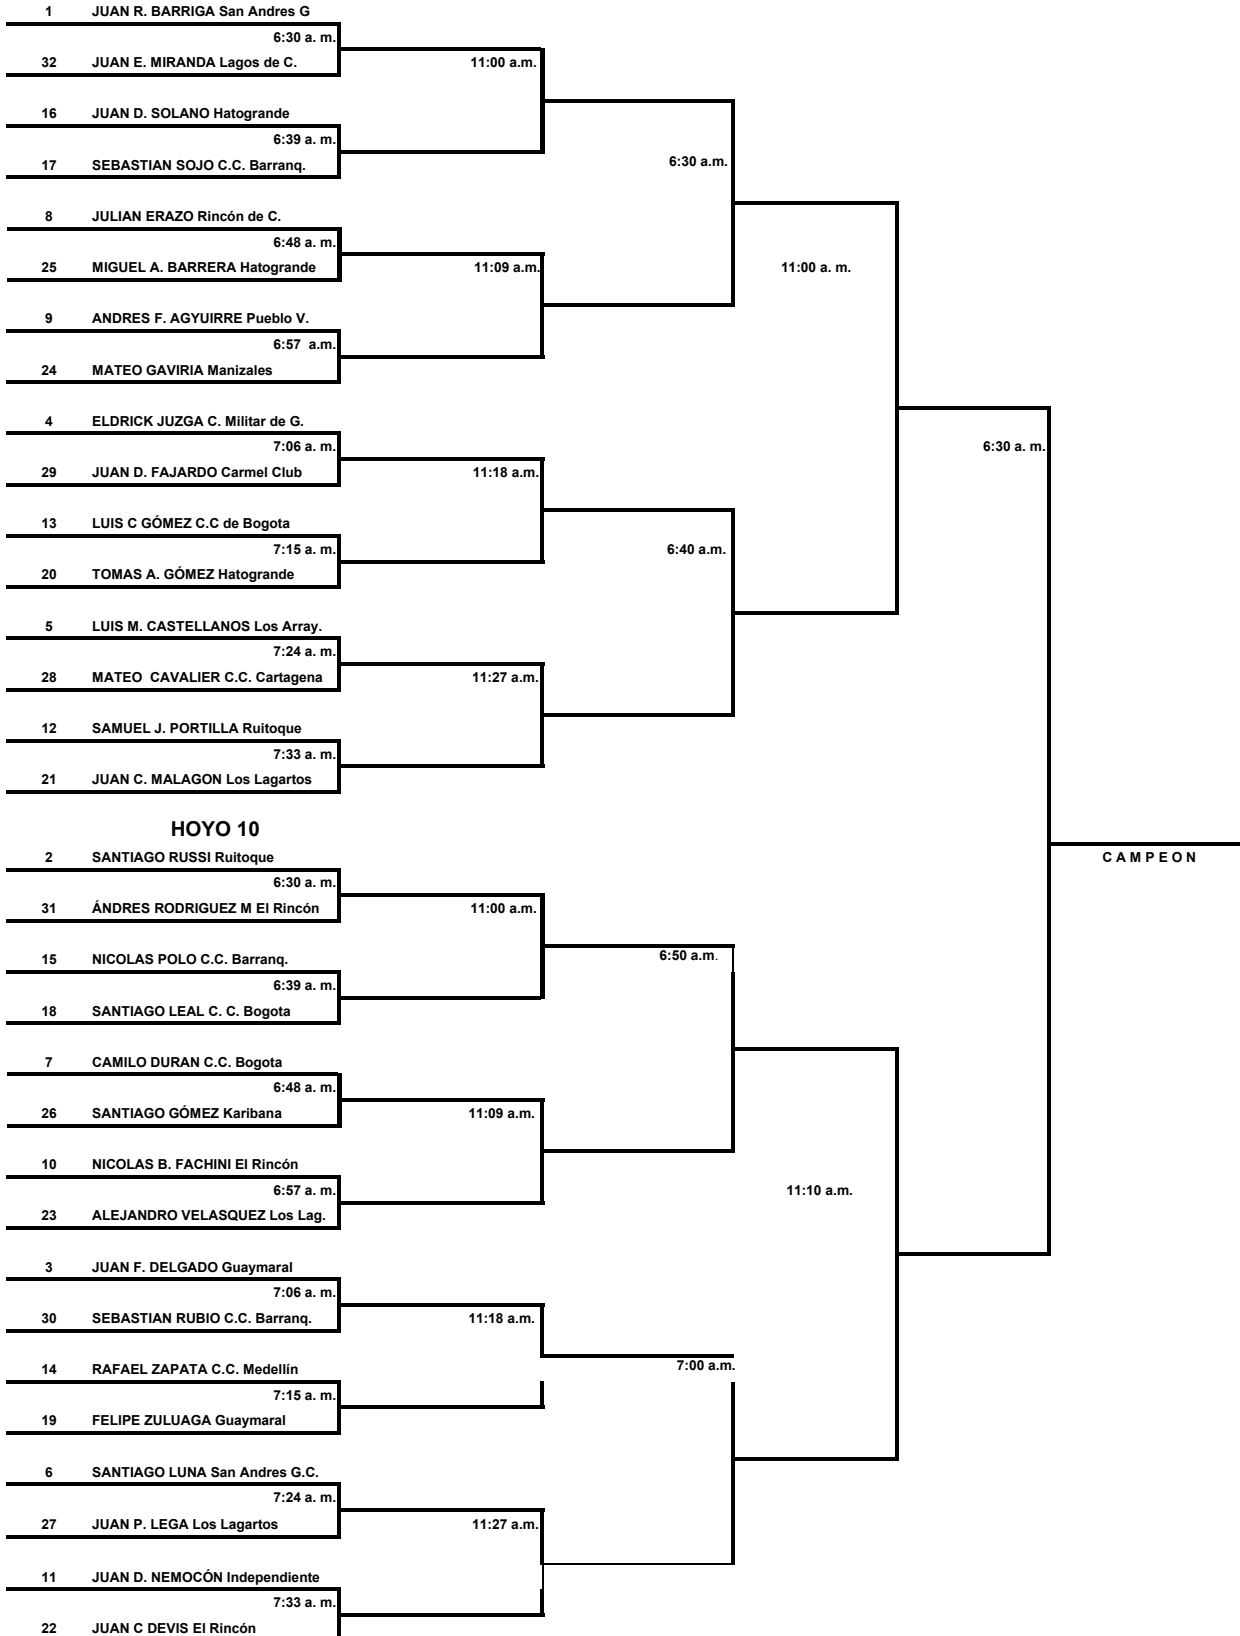 1 JUAN R. BARRIGA San Andres G
6:30 a. m.
32 JUAN E. MIRANDA Lagos de C. 11:00 a.m.
16 JUAN D. SOLANO Hatogrande
6:39 a. m.
17 SEBASTIAN SOJO C.C. Barranq. 6:30 a.m.
8 JULIAN ERAZO Rincón de C.
6:48 a. m.
25 MIGUEL A. BARRERA Hatogrande 11:09 a.m. 11:00 a. m.
9 ANDRES F. AGYUIRRE Pueblo V.
6:57 a.m.
24 MATEO GAVIRIA Manizales
4 ELDRICK JUZGA C. Militar de G.
7:06 a. m. 6:30 a. m.
29 JUAN D. FAJARDO Carmel Club 11:18 a.m.
13 LUIS C GÓMEZ C.C de Bogota
7:15 a. m. 6:40 a.m.
20 TOMAS A. GÓMEZ Hatogrande
5 LUIS M. CASTELLANOS Los Array.
7:24 a. m.
28 MATEO CAVALIER C.C. Cartagena 11:27 a.m.
12 SAMUEL J. PORTILLA Ruitoque
7:33 a. m.
21 JUAN C. MALAGON Los Lagartos
HOYO 10
2 SANTIAGO RUSSI Ruitoque C A M P E O N
6:30 a. m.
31 ÁNDRES RODRIGUEZ M El Rincón 11:00 a.m.
15 NICOLAS POLO C.C. Barranq. 6:50 a.m.
6:39 a. m.
18 SANTIAGO LEAL C. C. Bogota
7 CAMILO DURAN C.C. Bogota
6:48 a. m.
26 SANTIAGO GÓMEZ Karibana 11:09 a.m.
10 NICOLAS B. FACHINI El Rincón
6:57 a. m. 11:10 a.m.
23 ALEJANDRO VELASQUEZ Los Lag.
3 JUAN F. DELGADO Guaymaral
7:06 a. m.
30 SEBASTIAN RUBIO C.C. Barranq. 11:18 a.m.
14 RAFAEL ZAPATA C.C. Medellín 7:00 a.m.
7:15 a. m.
19 FELIPE ZULUAGA Guaymaral
6 SANTIAGO LUNA San Andres G.C.
7:24 a. m.
27 JUAN P. LEGA Los Lagartos 11:27 a.m.
11 JUAN D. NEMOCÓN Independiente
7:33 a. m.
22 JUAN C DEVIS El Rincón